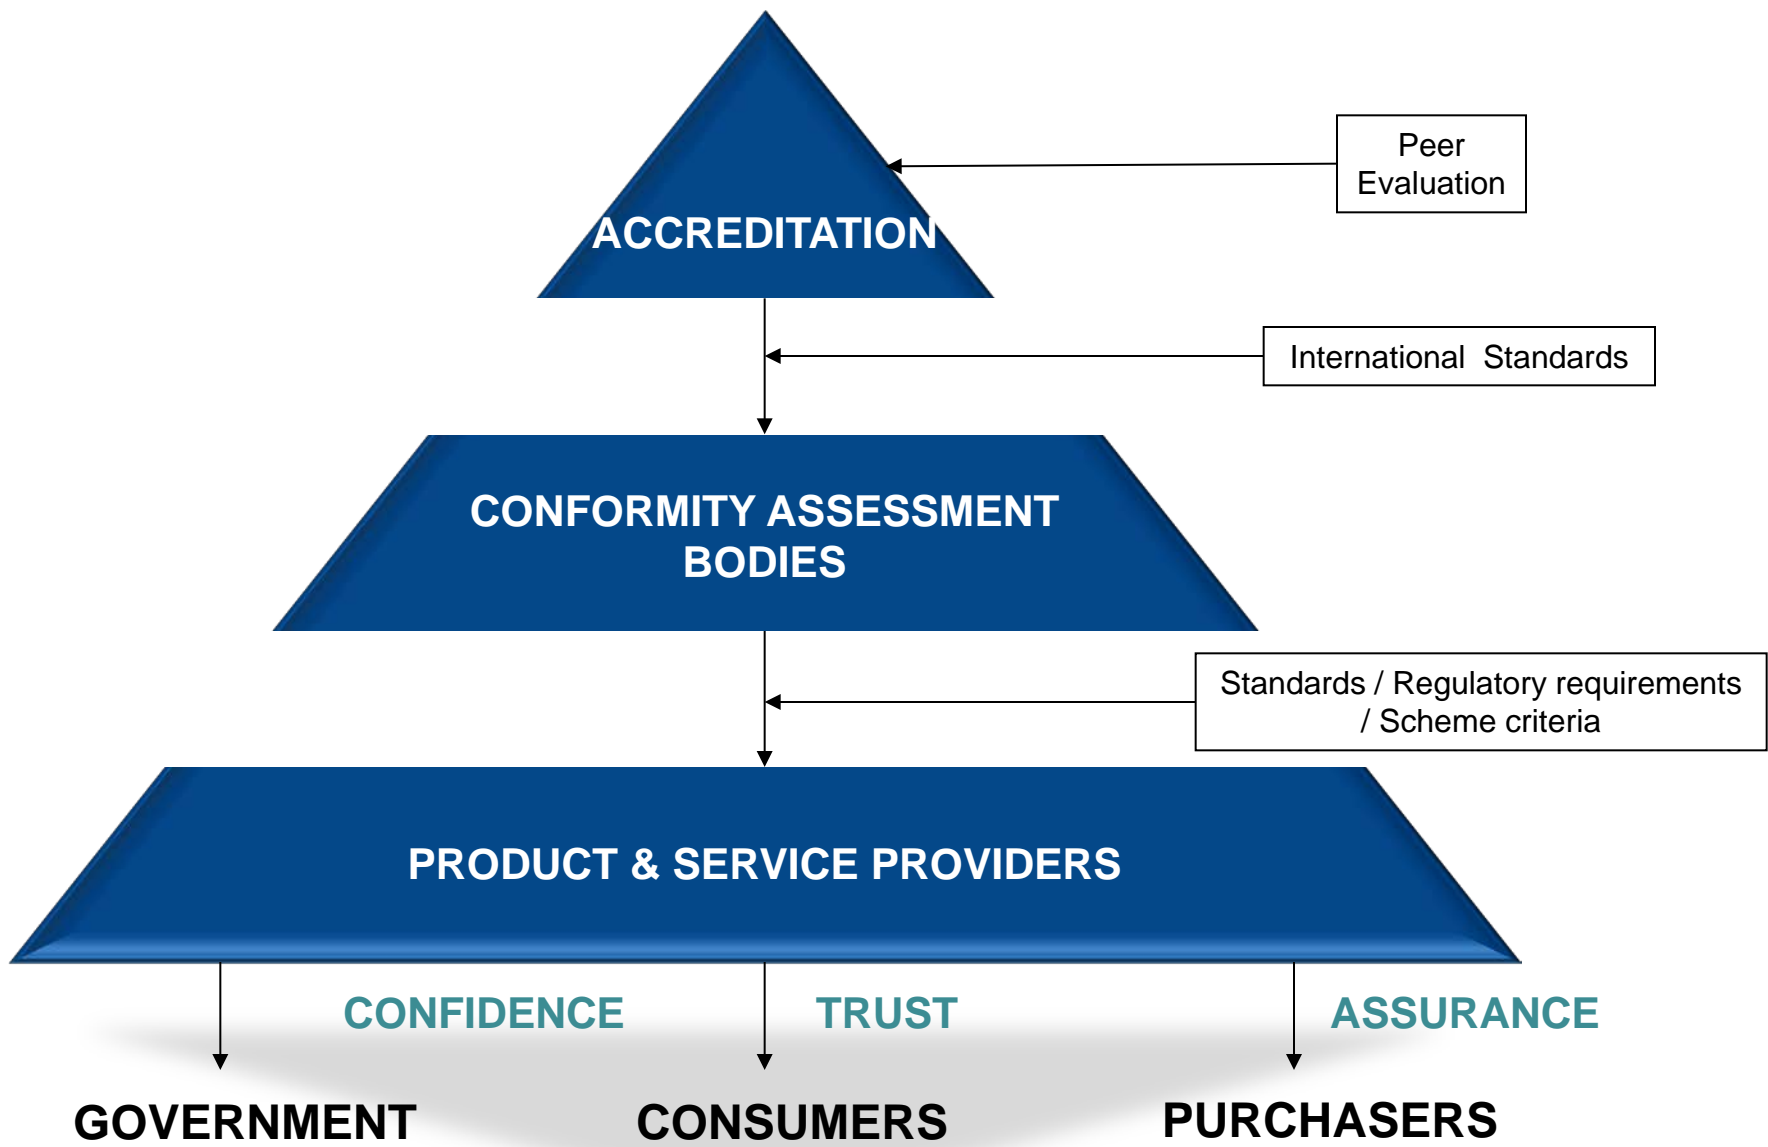 Peer
Evaluation
ACCREDITATION
International Standards
CONFORMITY ASSESSMENT
BODIES
Standards / Regulatory requirements
/ Scheme criteria
PRODUCT & SERVICE PROVIDERS
CONFIDENCE
TRUST
ASSURANCE
GOVERNMENT
CONSUMERS
PURCHASERS